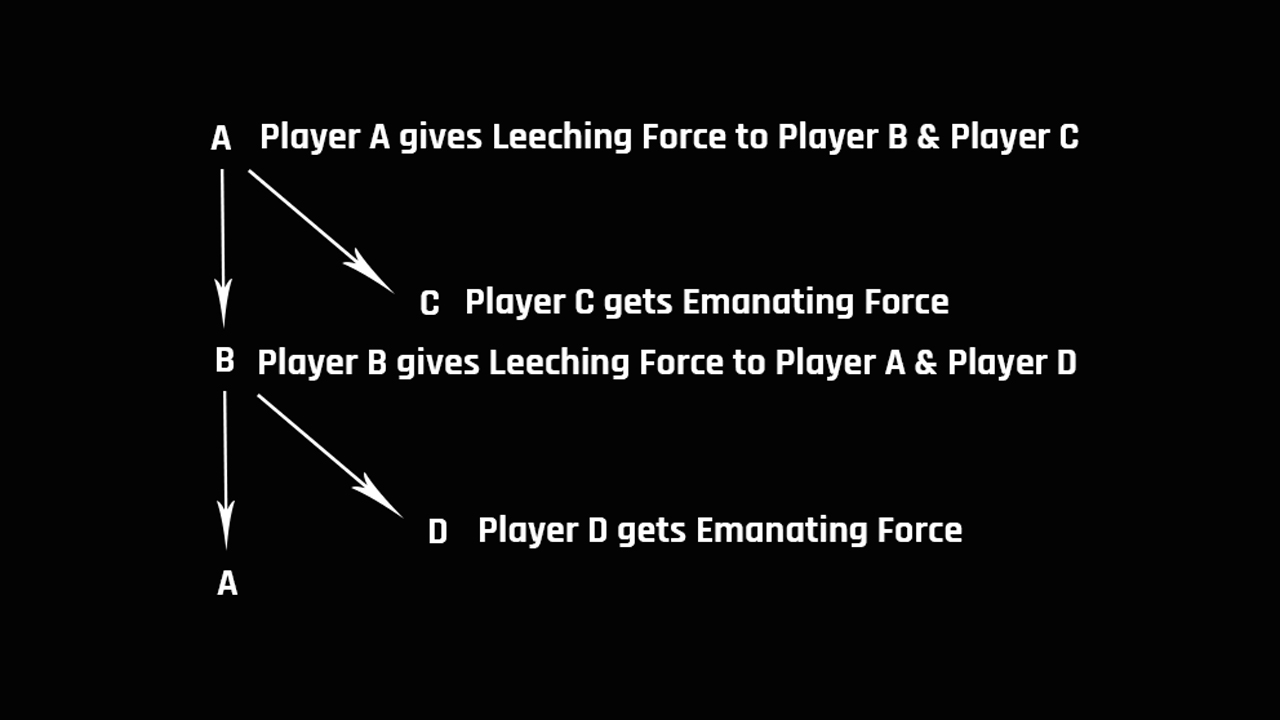 A Player A gives Leeching Force to Player B & Player C
C Player C gets Emanating Force
B Player B gives Leeching Force to Player A & Player D
D Player D gets Emanating Force
A